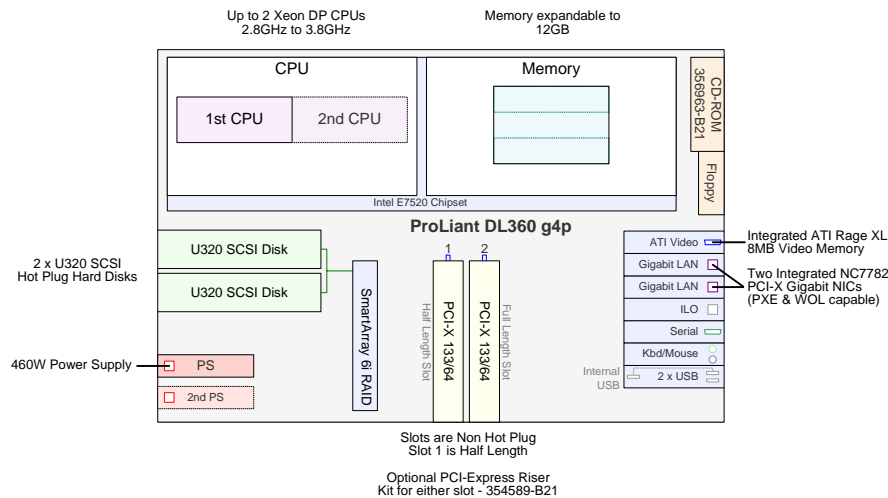 Up to 2 Xeon DP CPUs
2.8GHz to 3.8GHz
Memory expandable to
12GB
CPU
Memory
1st CPU
2nd CPU
CD-ROM
356963-B21
Floppy
Intel E7520 Chipset
ProLiant DL360 g4p
2 x U320 SCSI
Hot Plug Hard Disks
U320 SCSI Disk
U320 SCSI Disk
SmartArray 6i RAID
1
2
Half Length Slot
PCI-X 133/64
PCI-X 133/64
Full Length Slot
ATI Video
Gigabit LAN
Gigabit LAN
ILO
Serial
Kbd/Mouse
Internal
USB
2 x USB
Integrated ATI Rage XL
8MB Video Memory
Two Integrated NC7782
PCI-X Gigabit NICs
(PXE & WOL capable)
460W Power Supply
PS
2nd PS
Slots are Non Hot Plug
Slot 1 is Half Length
Optional PCI-Express Riser
Kit for either slot - 354589-B21